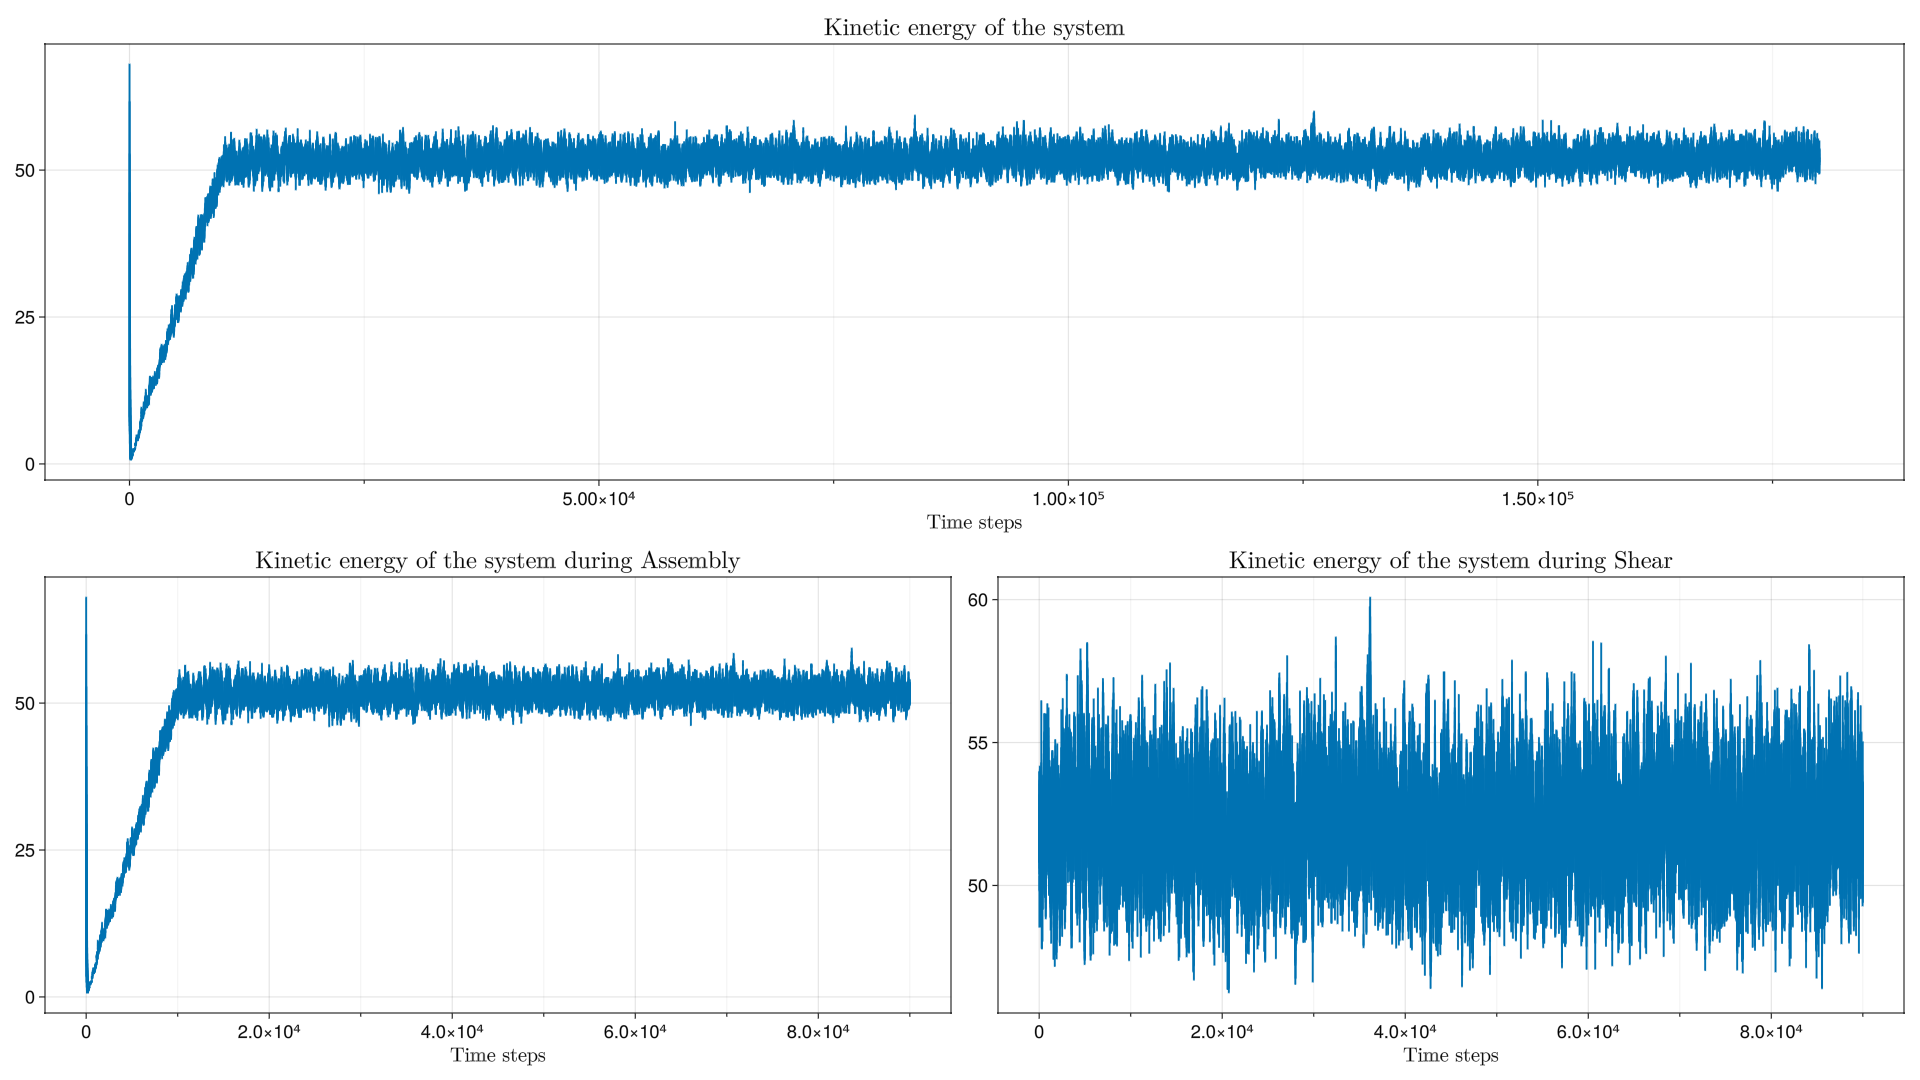 Kinetic energy of the system
50
25
0
0 5.00×10⁴ 1.00×10⁵ 1.50×10⁵
Time steps
Kinetic energy of the system during Assembly
50
25
0
0 2.0×10⁴ 4.0×10⁴ 6.0×10⁴ 8.0×10⁴
Time steps
Kinetic energy of the system during Shear
60
55
50
0 2.0×10⁴ 4.0×10⁴ 6.0×10⁴ 8.0×10⁴
Time steps